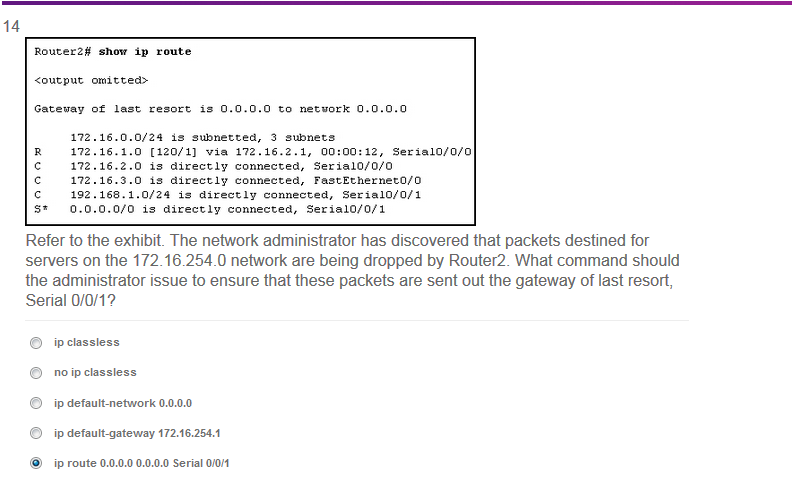 14
Router2# show ip route
<output omitted>
Gateway of last resort is 0.0.0.0 to network 0.0.0.0
172.16.0.0/24 is subnetted, 3 subnets
R 172.16.1.0 [120/1] via 172.16.2.1, 00:00:12, Serial0/0/0
C 172.16.2.0 is directly connected, Serial0/0/0
C 172.16.3.0 is directly connected, FastEthernet0/0
C 192.168.1.0/24 is directly connected, Serial0/0/1
S* 0.0.0.0/0 is directly connected, Serial0/0/1
Refer to the exhibit. The network administrator has discovered that packets destined for
servers on the 172.16.254.0 network are being dropped by Router2. What command should
the administrator issue to ensure that these packets are sent out the gateway of last resort,
Serial 0/0/1?
ip classless
no ip classless
ip default-network 0.0.0.0
ip default-gateway 172.16.254.1
ip route 0.0.0.0 0.0.0.0 Serial 0/0/1